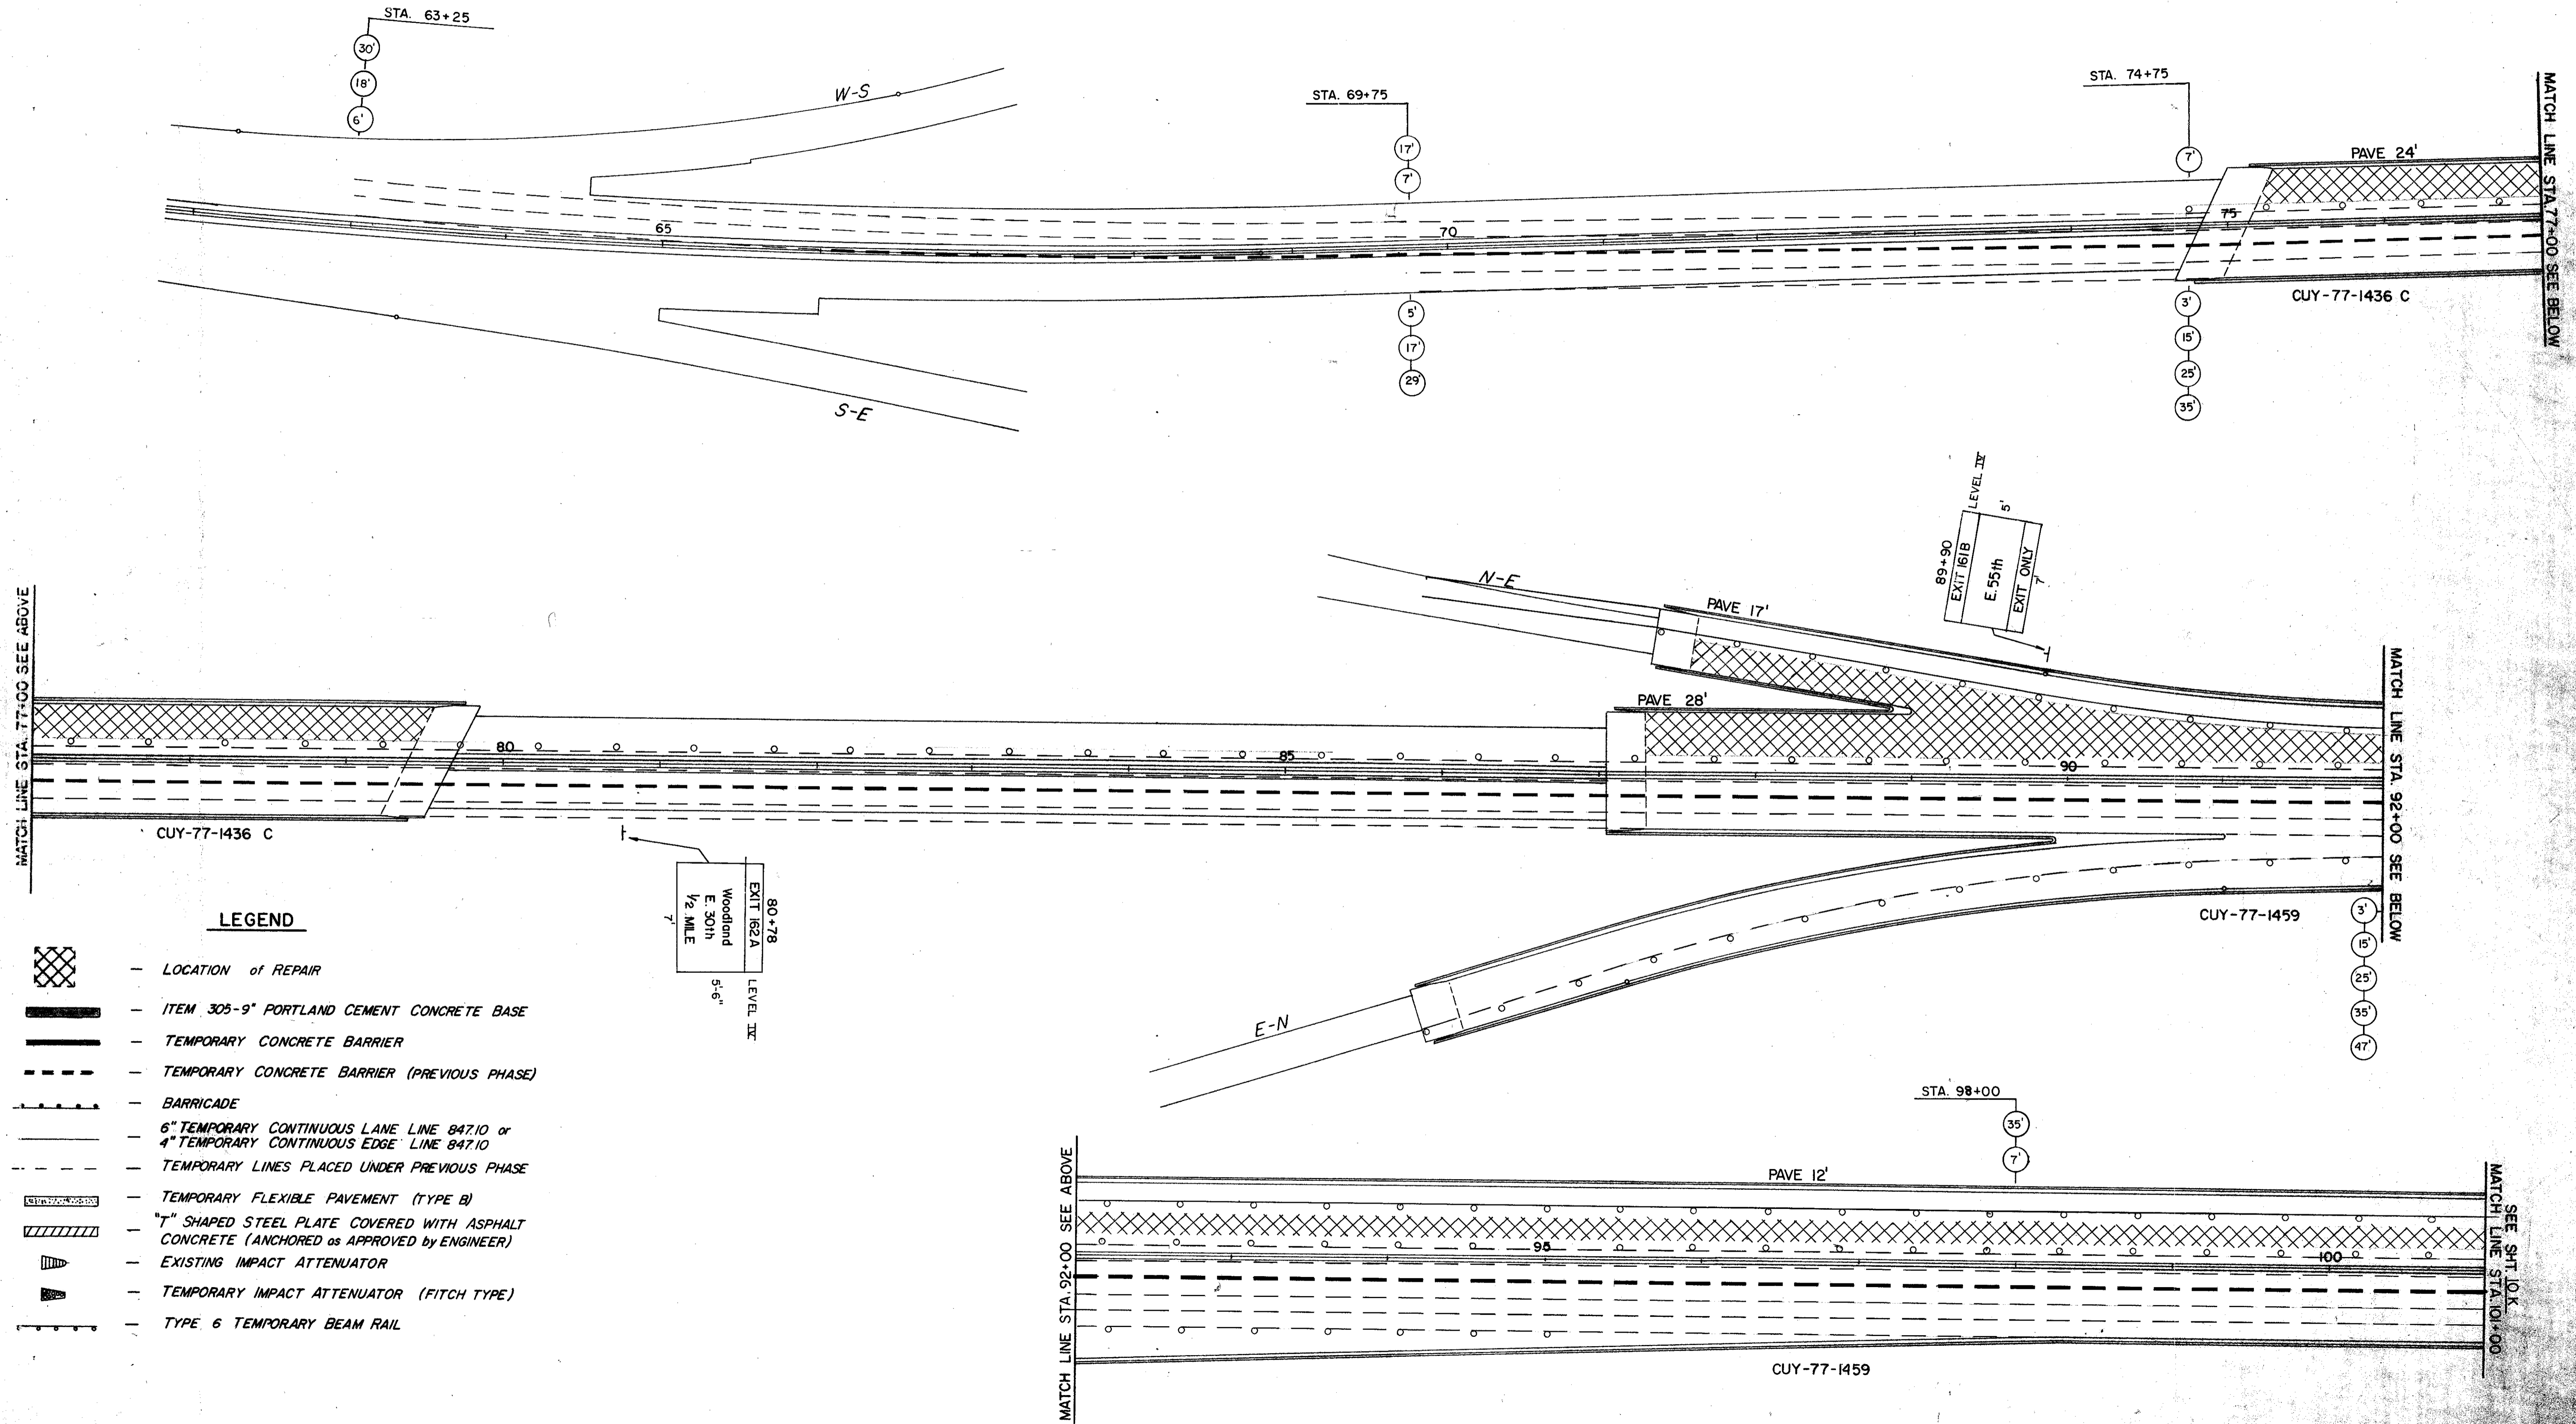 STA. 63+25
30'
18'
6'
W-S
STA. 69+75
17'
7'
STA. 74+75
7'
PAVE 24'
MATCH LINE STA. 77+00 SEE BELOW
65
70
75
5'
17'
29'
3'
15'
25'
35'
CUY-77-1436 C
S-E
MATCH LINE STA. 77+00 SEE ABOVE
80
85
90
CUY-77-1436 C
N-E
PAVE 17'
PAVE 28'
89+90
EXIT 161B
LEVEL IV
E. 55th
5'
EXIT ONLY
7'
MATCH LINE STA. 92+00 SEE BELOW
80+78
EXIT 162A
LEVEL IV
Woodland
E. 30th
1/2 MILE
5'-6"
7'
E-N
CUY-77-1459
3'
15'
25'
35'
47'
LEGEND
— LOCATION of REPAIR
— ITEM 305-9" PORTLAND CEMENT CONCRETE BASE
— TEMPORARY CONCRETE BARRIER
— TEMPORARY CONCRETE BARRIER (PREVIOUS PHASE)
— BARRICADE
6" TEMPORARY CONTINUOUS LANE LINE 847.10 or
— 4" TEMPORARY CONTINUOUS EDGE LINE 847.10
— TEMPORARY LINES PLACED UNDER PREVIOUS PHASE
— TEMPORARY FLEXIBLE PAVEMENT (TYPE B)
"T" SHAPED STEEL PLATE COVERED WITH ASPHALT
— CONCRETE (ANCHORED as APPROVED by ENGINEER)
— EXISTING IMPACT ATTENUATOR
— TEMPORARY IMPACT ATTENUATOR (FITCH TYPE)
— TYPE 6 TEMPORARY BEAM RAIL
MATCH LINE STA. 92+00 SEE ABOVE
STA. 98+00
35'
7'
PAVE 12'
95
100
CUY-77-1459
SEE SHT. 10K
MATCH LINE STA. 101+00